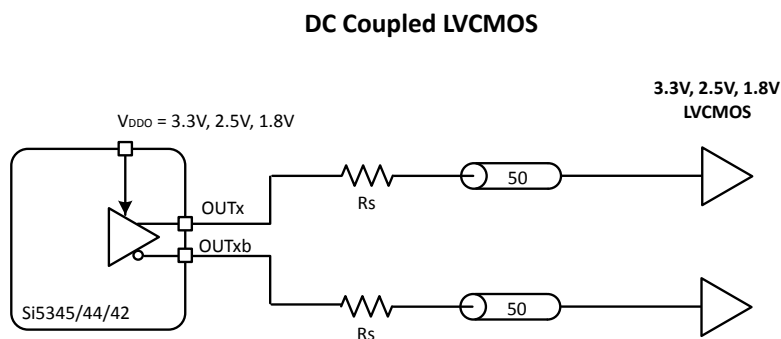 DC Coupled LVCMOS
3.3V, 2.5V, 1.8V
LVCMOS
VDDO = 3.3V, 2.5V, 1.8V
OUTx
Rs
50
OUTxb
Si5345/44/42
Rs
50